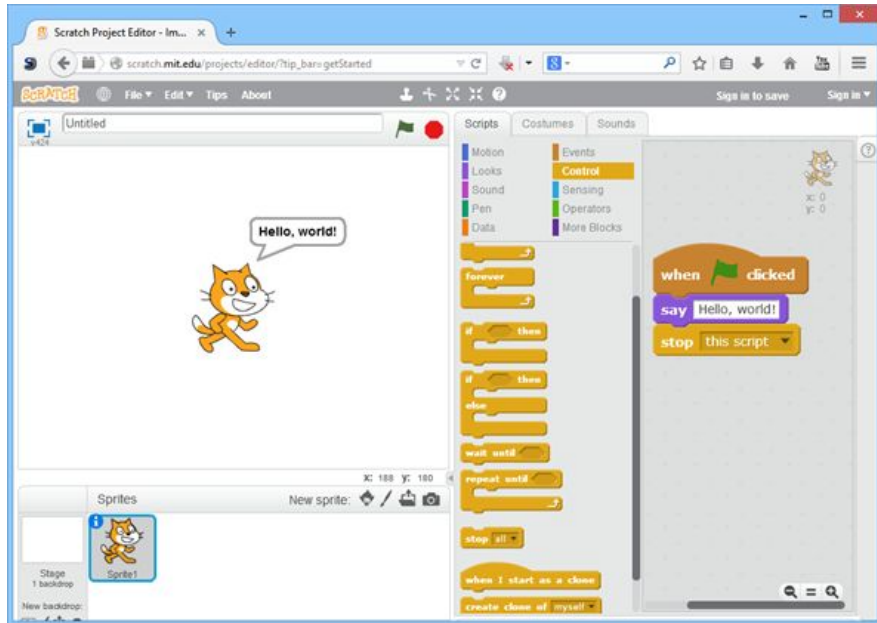 Scratch Project Editor - Im...
scratch.mit.edu/projects/editor/?tip_bar=getStarted
SCRATCH File Edit Tips About Sign in to save Sign in
Untitled
v424
Hello, world!
X: 188 y: 180
Sprites New sprite:
Stage
1 backdrop
New backdrop:
Sprite1
Scripts Costumes Sounds
Motion Events
Looks Control
Sound Sensing
Pen Operators
Data More Blocks
forever
if then
if then
else
wait until
repeat until
stop all
when I start as a clone
create clone of myself
x: 0
y: 0
when clicked
say Hello, world!
stop this script